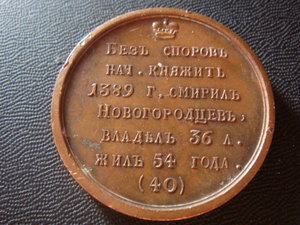 БЕЗЪ СПОРОВЪ
НАЧ. КНЯЖИТЬ
1389 Г. СМИРИЛЪ
НОВОГОРОДЦЕВЪ,
ВЛАДѢЛЪ 36 Л.
ЖИЛЪ 54 ГОДА.
(40)